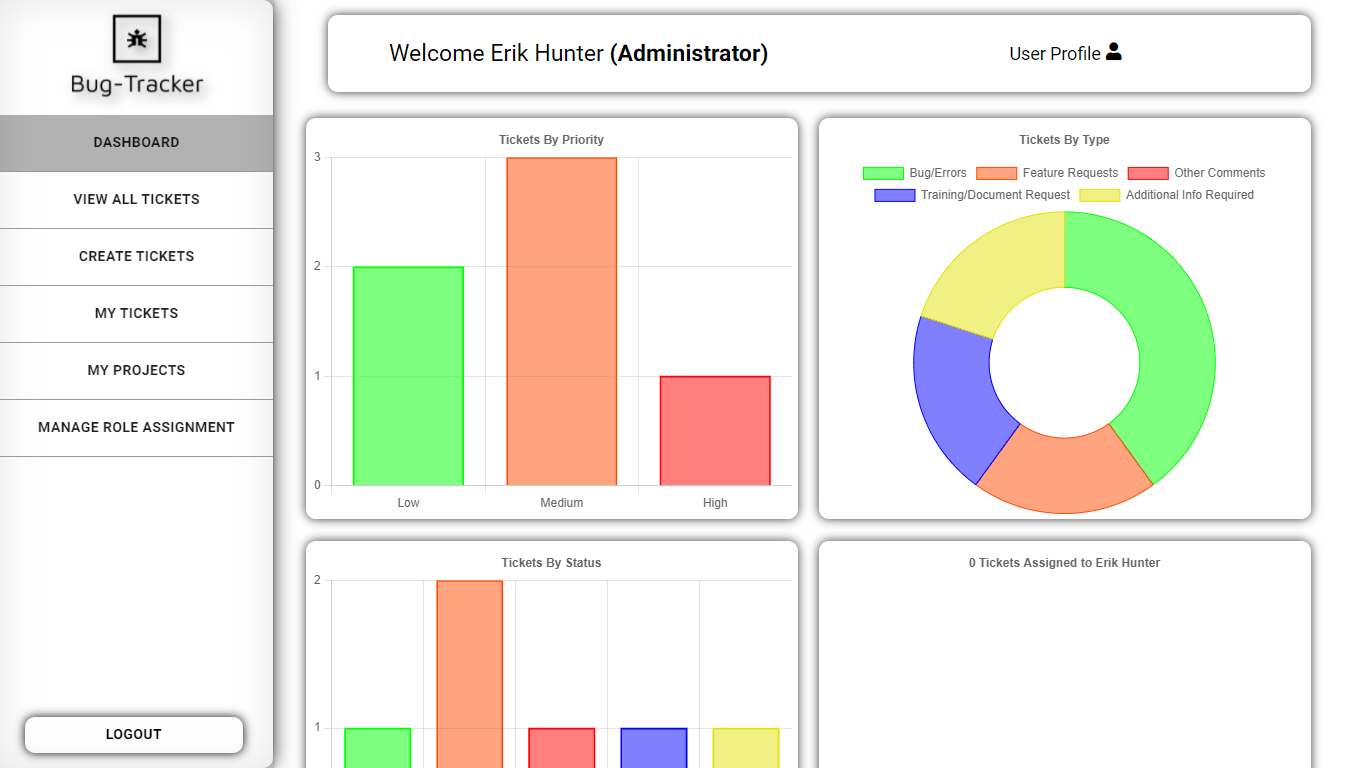 Bug-Tracker
DASHBOARD
VIEW ALL TICKETS
CREATE TICKETS
MY TICKETS
MY PROJECTS
MANAGE ROLE ASSIGNMENT
LOGOUT
Welcome Erik Hunter (Administrator)
User Profile
Tickets By Priority
3
2
1
0
Low Medium High
Tickets By Type
Bug/Errors Feature Requests Other Comments
Training/Document Request Additional Info Required
Tickets By Status
2
1
0 Tickets Assigned to Erik Hunter